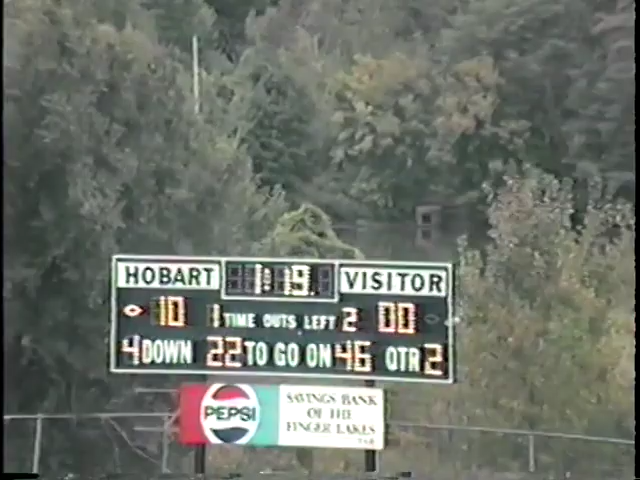 HOBART 1:19 VISITOR
10 1 TIME OUTS LEFT 2 00
4 DOWN 22 TO GO ON 46 QTR 2
PEPSI
SAVINGS BANK
OF THE
FINGER LAKES